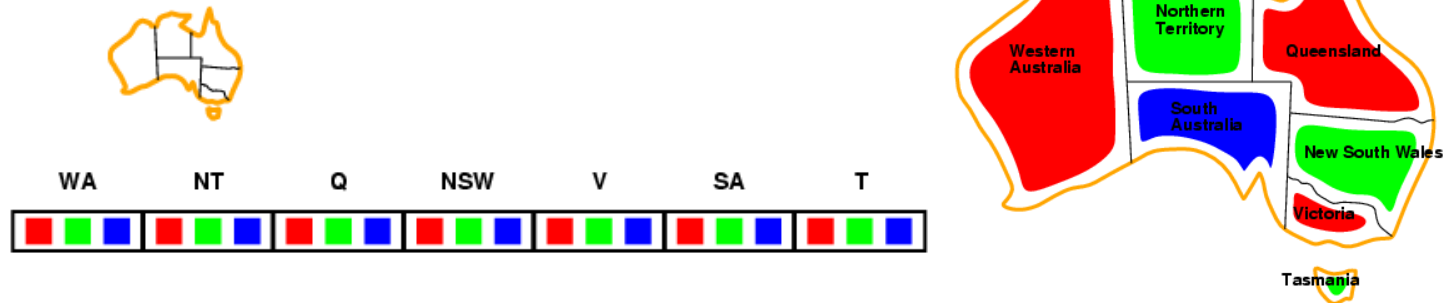 WA NT Q NSW V SA T
Northern
Territory
Western
Australia
Queensland
South
Australia
New South Wales
Victoria
Tasmania